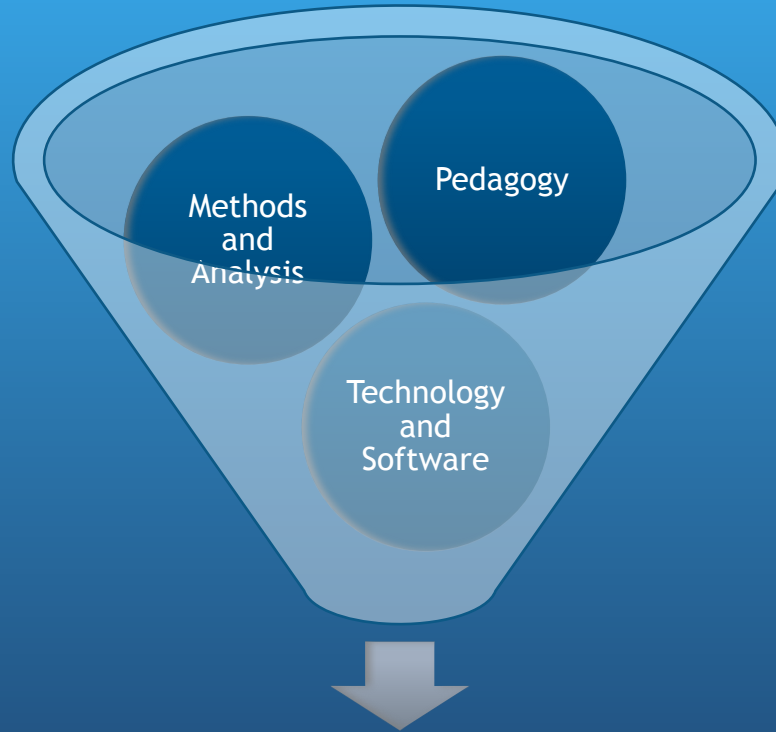 Pedagogy
Methods
and
Analysis
Technology
and
Software